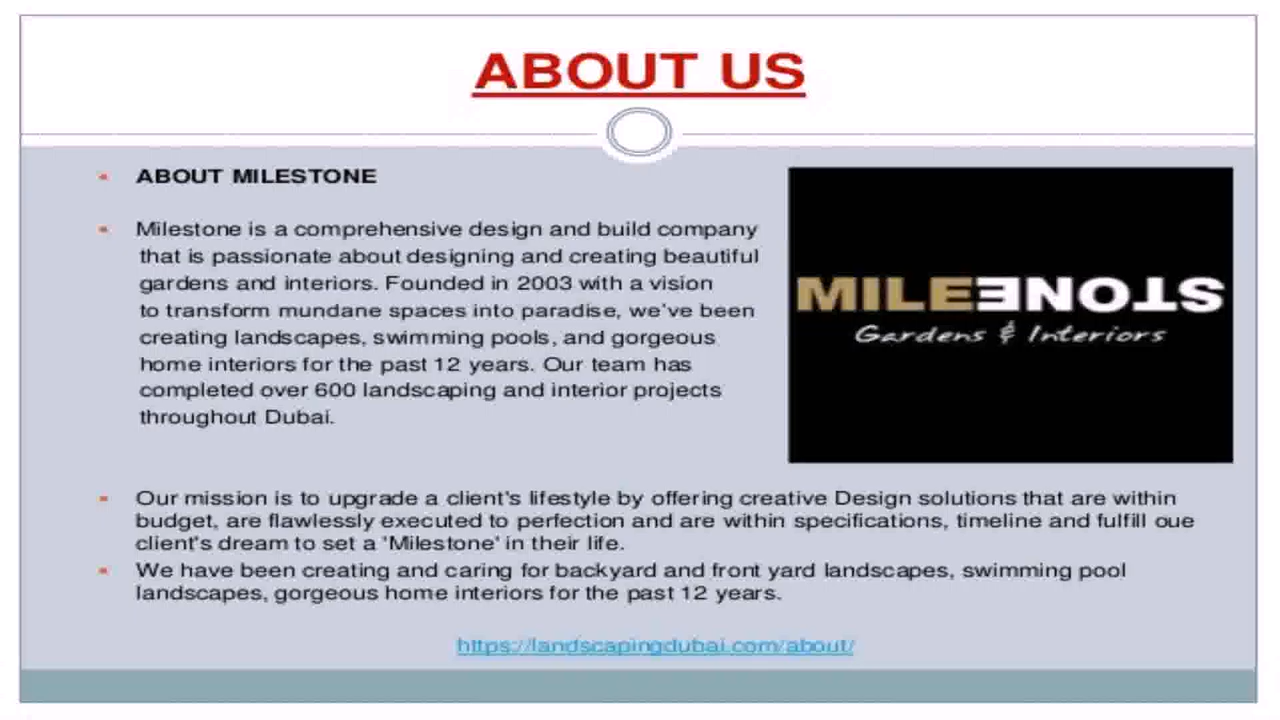 ABOUT US
ABOUT MILESTONE
Milestone is a comprehensive design and build company
that is passionate about designing and creating beautiful
gardens and interiors. Founded in 2003 with a vision
to transform mundane spaces into paradise, we've been
creating landscapes, swimming pools, and gorgeous
home interiors for the past 12 years. Our team has
completed over 600 landscaping and interior projects
throughout Dubai.
MILEƎNOTS
Gardens & Interiors
Our mission is to upgrade a client's lifestyle by offering creative Design solutions that are within
budget, are flawlessly executed to perfection and are within specifications, timeline and fulfill oue
client's dream to set a 'Milestone' in their life.
We have been creating and caring for backyard and front yard landscapes, swimming pool
landscapes, gorgeous home interiors for the past 12 years.
https://landscapingdubai.com/about/